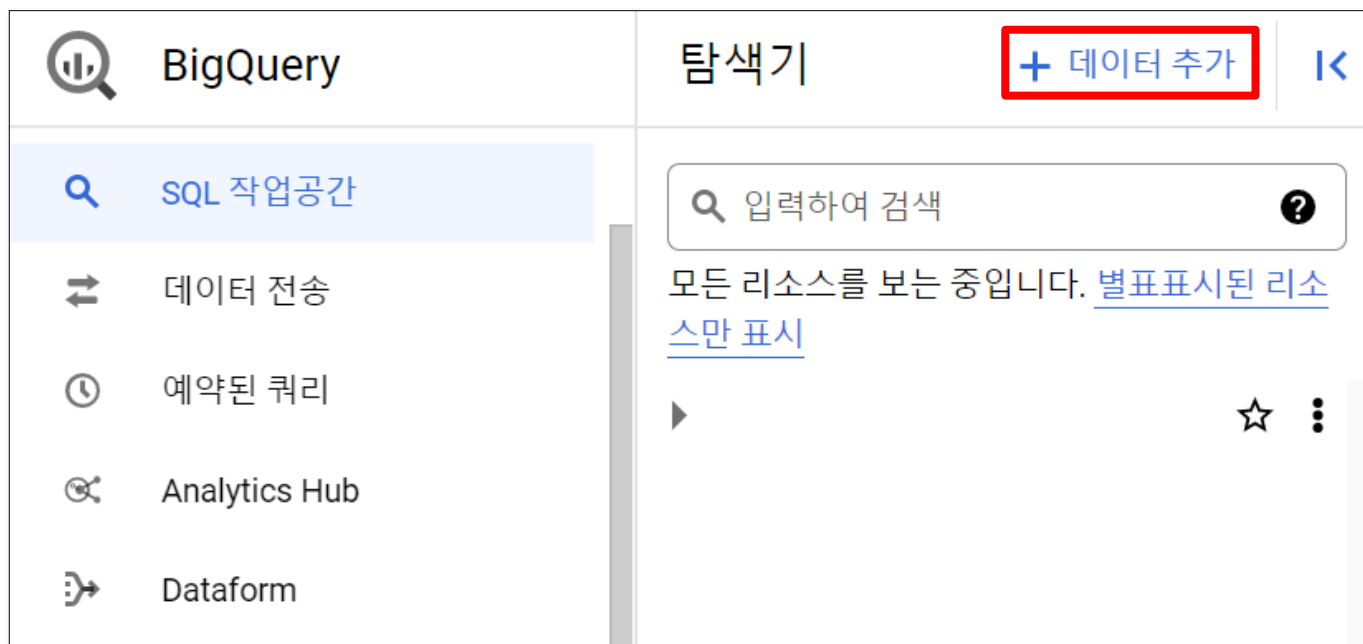 BigQuery
SQL 작업공간
데이터 전송
예약된 쿼리
Analytics Hub
Dataform
탐색기
+ 데이터 추가
입력하여 검색
모든 리소스를 보는 중입니다. 별표표시된 리소
스만 표시